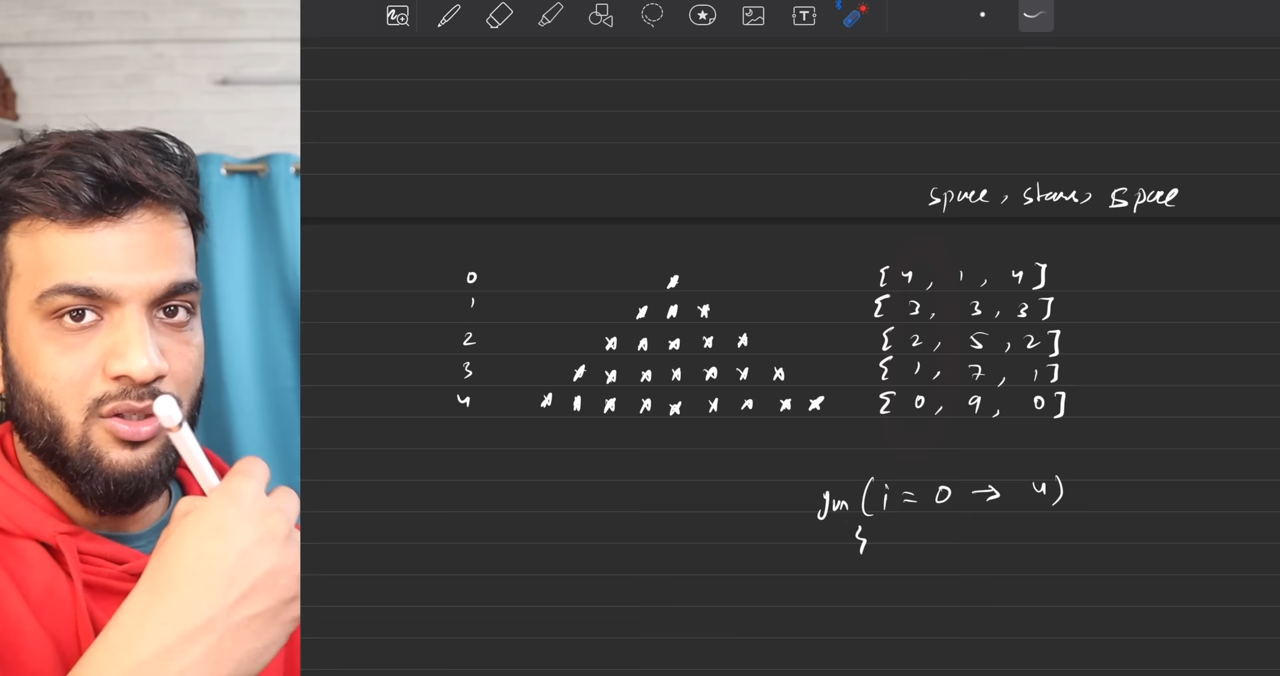 space, stars, space
0 * [4, 1, 4]
1 * * * [3, 3, 3]
2 * * * * * [2, 5, 2]
3 * * * * * * * [1, 7, 1]
4 * * * * * * * * * [0, 9, 0]
for (i = 0 → 4)
{